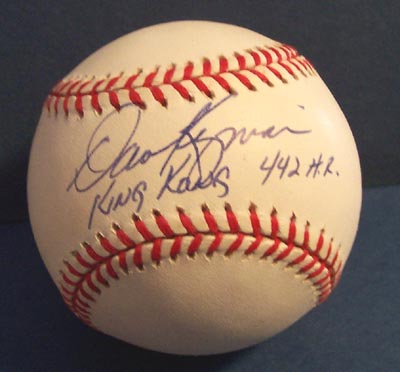 Dave Kingman
KING KONG 442 H.R.